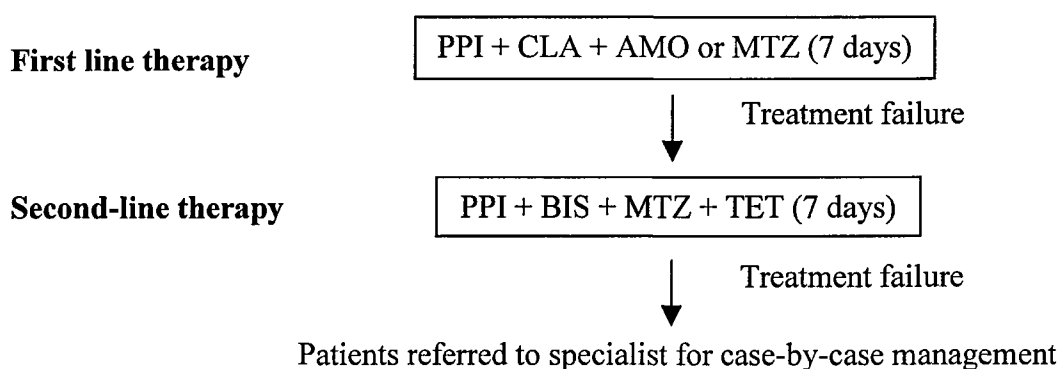 First line therapy
PPI + CLA + AMO or MTZ (7 days)
Treatment failure
Second-line therapy
PPI + BIS + MTZ + TET (7 days)
Treatment failure
Patients referred to specialist for case-by-case management